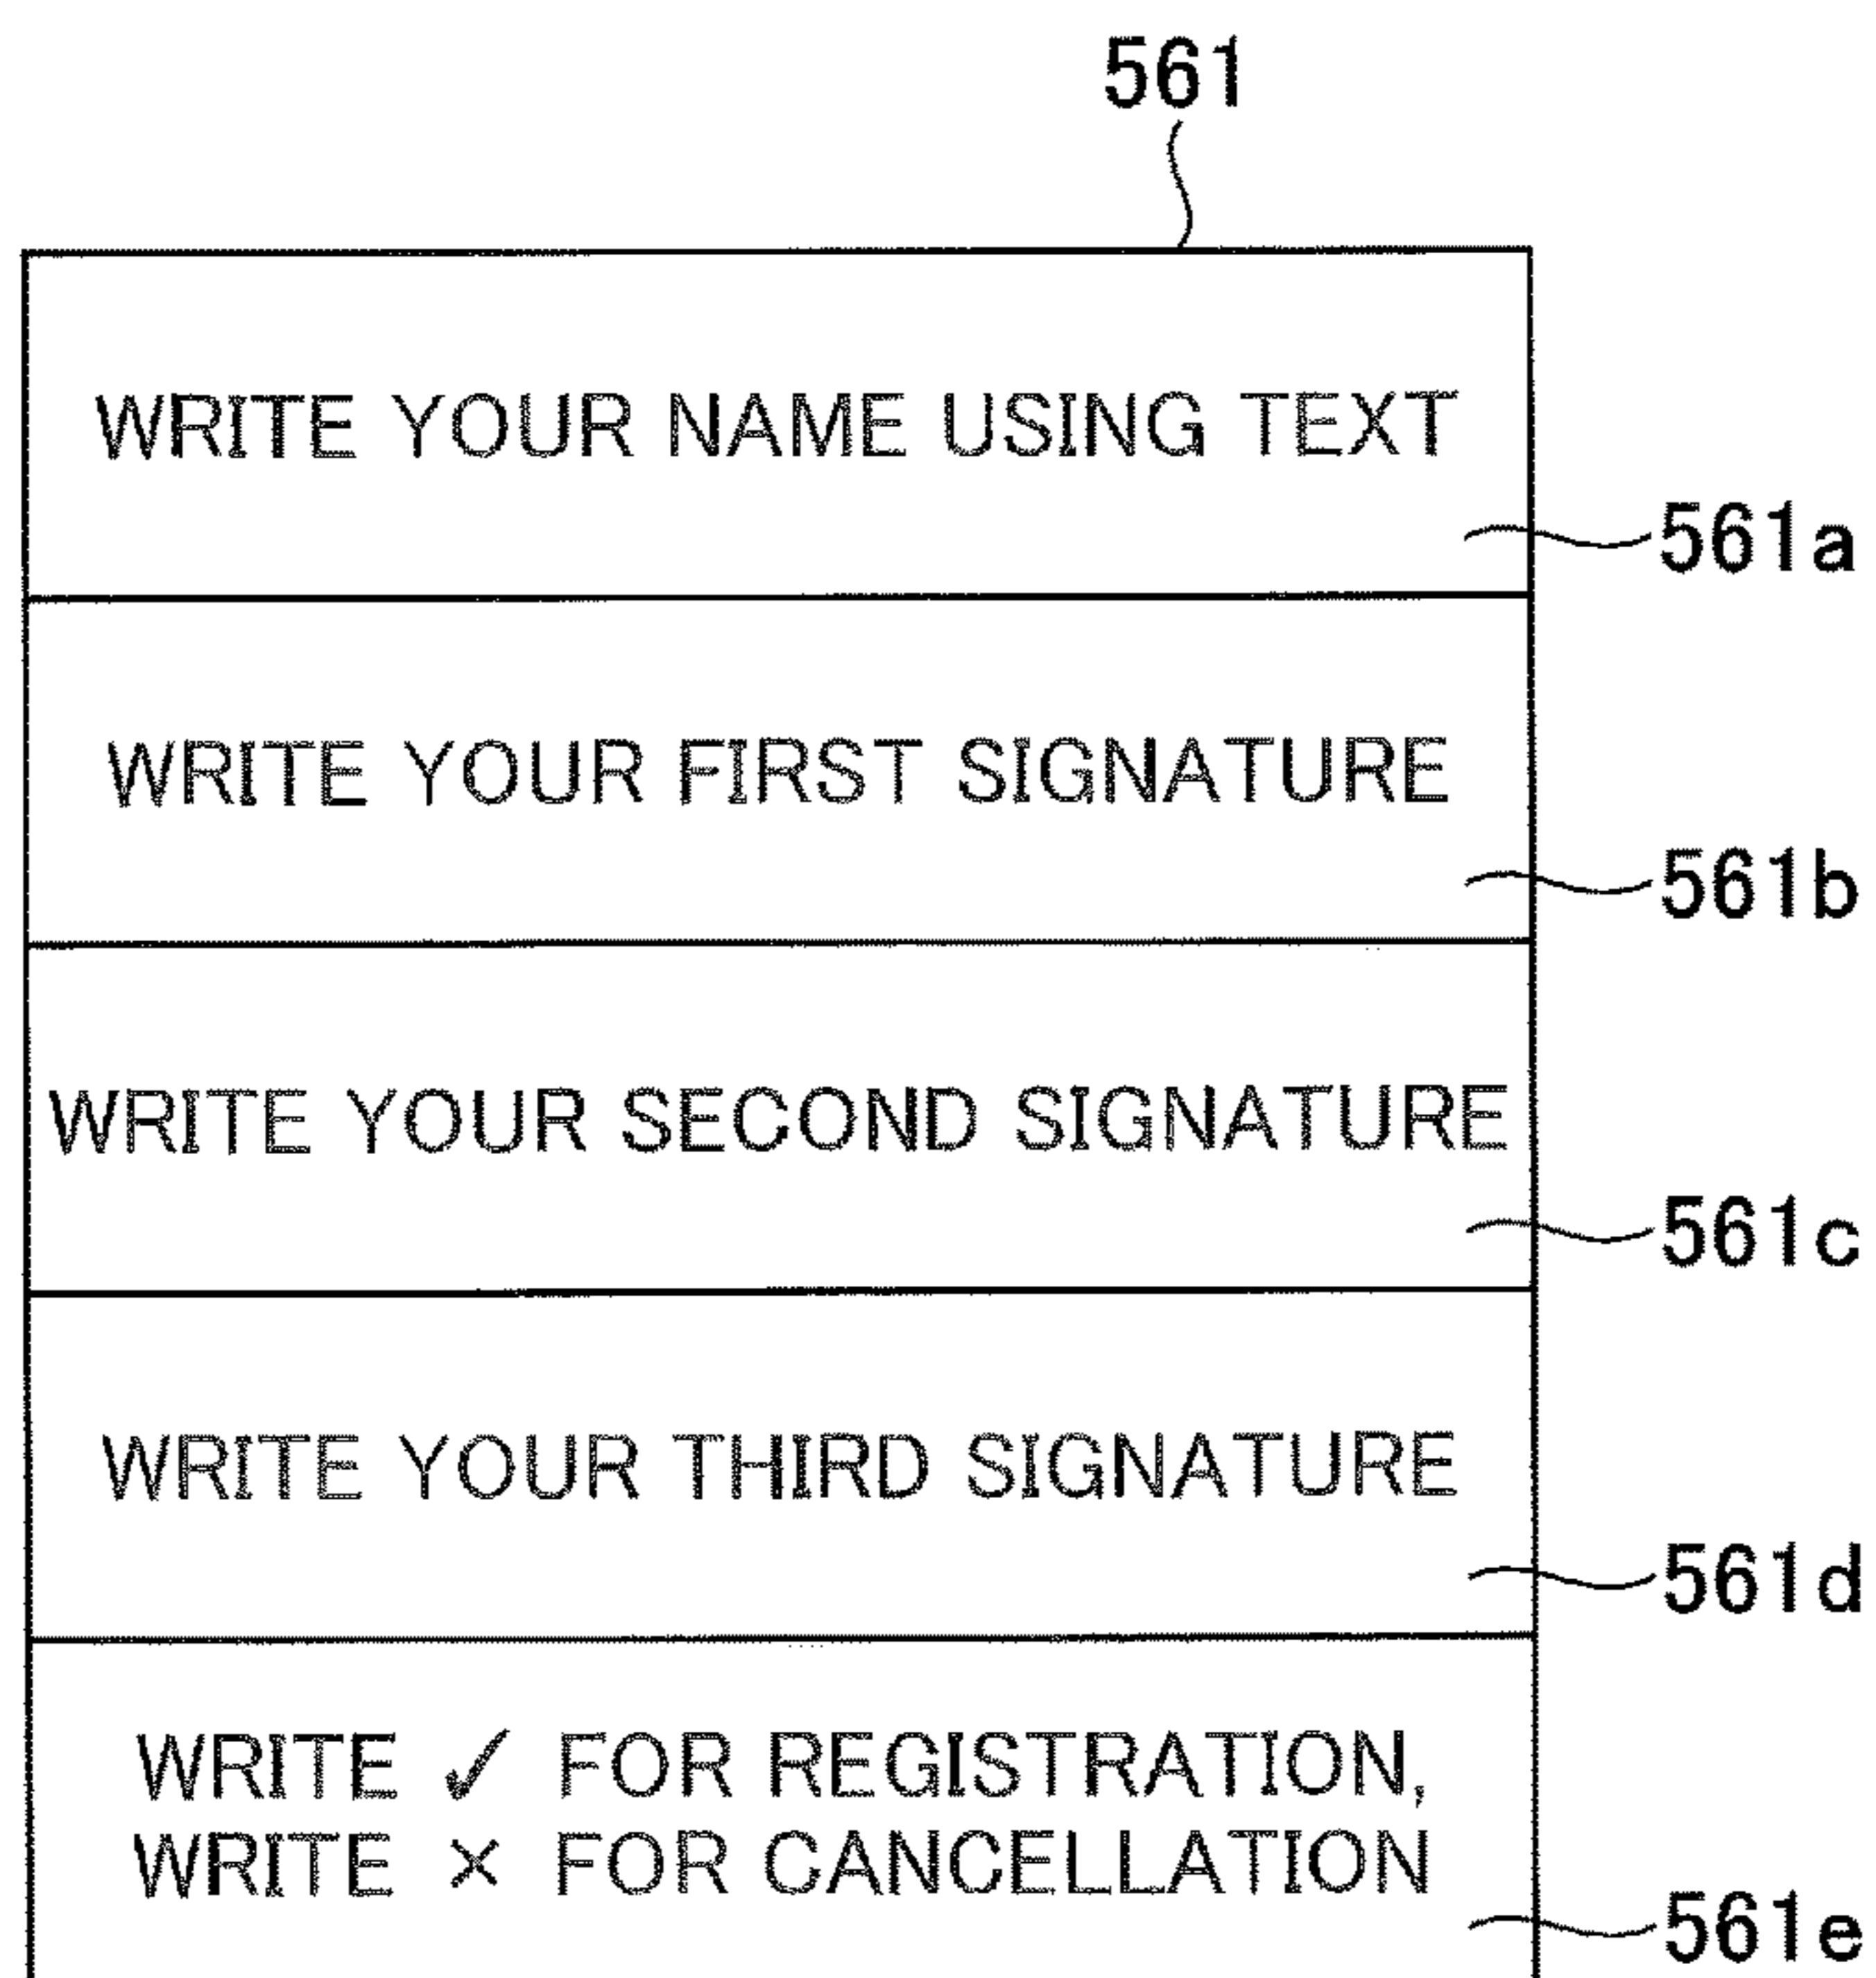 561
WRITE YOUR NAME USING TEXT
561a
WRITE YOUR FIRST SIGNATURE
561b
WRITE YOUR SECOND SIGNATURE
561c
WRITE YOUR THIRD SIGNATURE
561d
WRITE ✓ FOR REGISTRATION,
WRITE × FOR CANCELLATION
561e